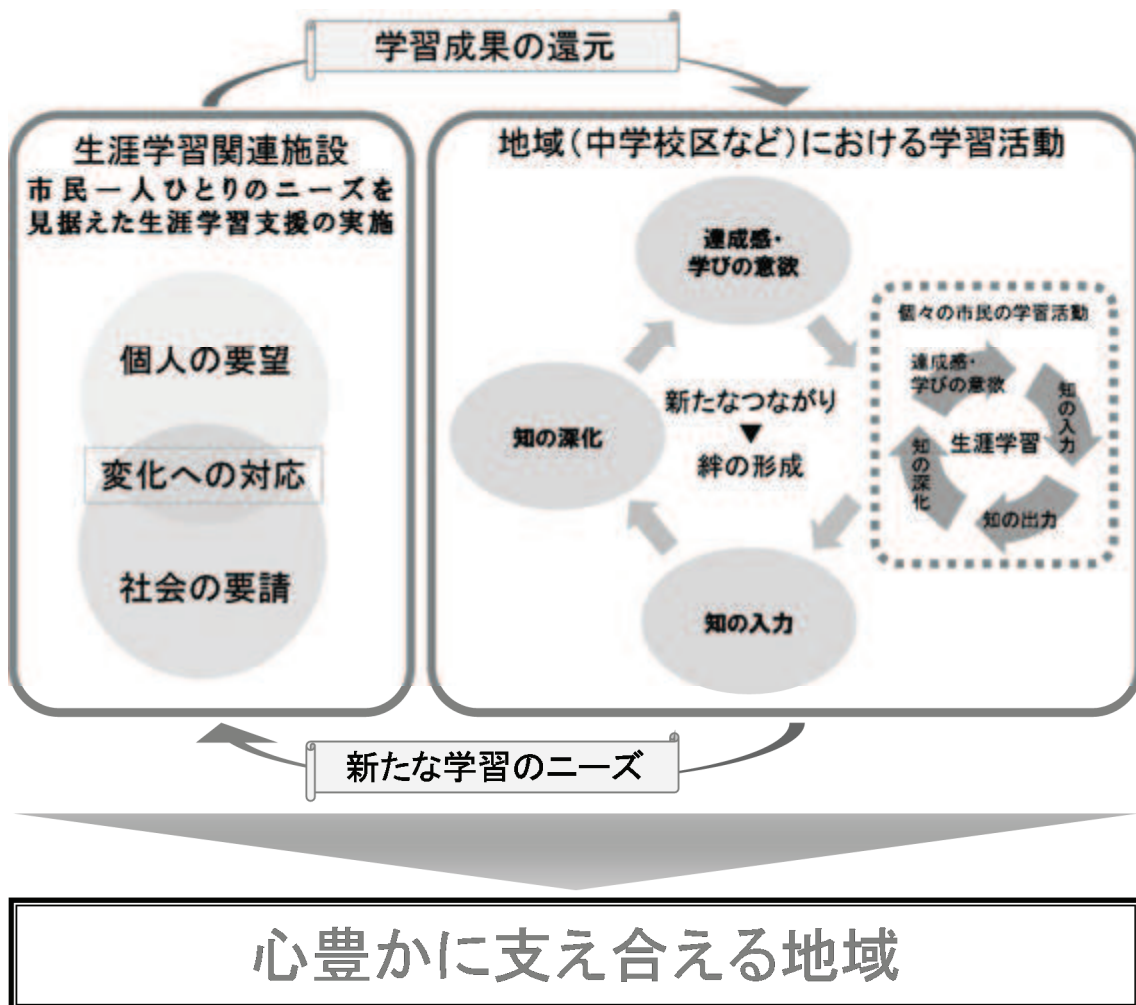 学習成果の還元
生涯学習関連施設
市民一人ひとりのニーズを
見据えた生涯学習支援の実施
個人の要望
変化への対応
社会の要請
地域（中学校区など）における学習活動
達成感・
学びの意欲
知の深化
新たなつながり
▼
絆の形成
知の入力
個々の市民の学習活動
達成感・
学びの意欲
知の入力
生涯学習
知の深化
知の出力
新たな学習のニーズ
心豊かに支え合える地域